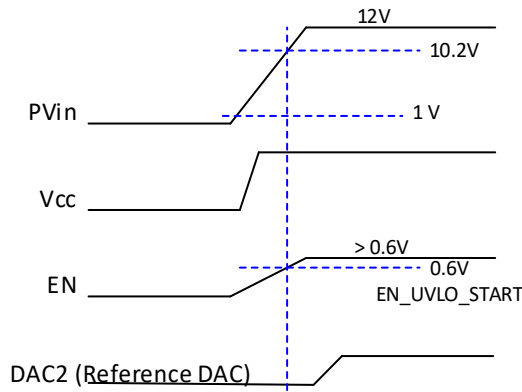 12V
10.2V
PVin
1 V
Vcc
> 0.6V
0.6V
EN
EN_UVLO_START
DAC2 (Reference DAC)